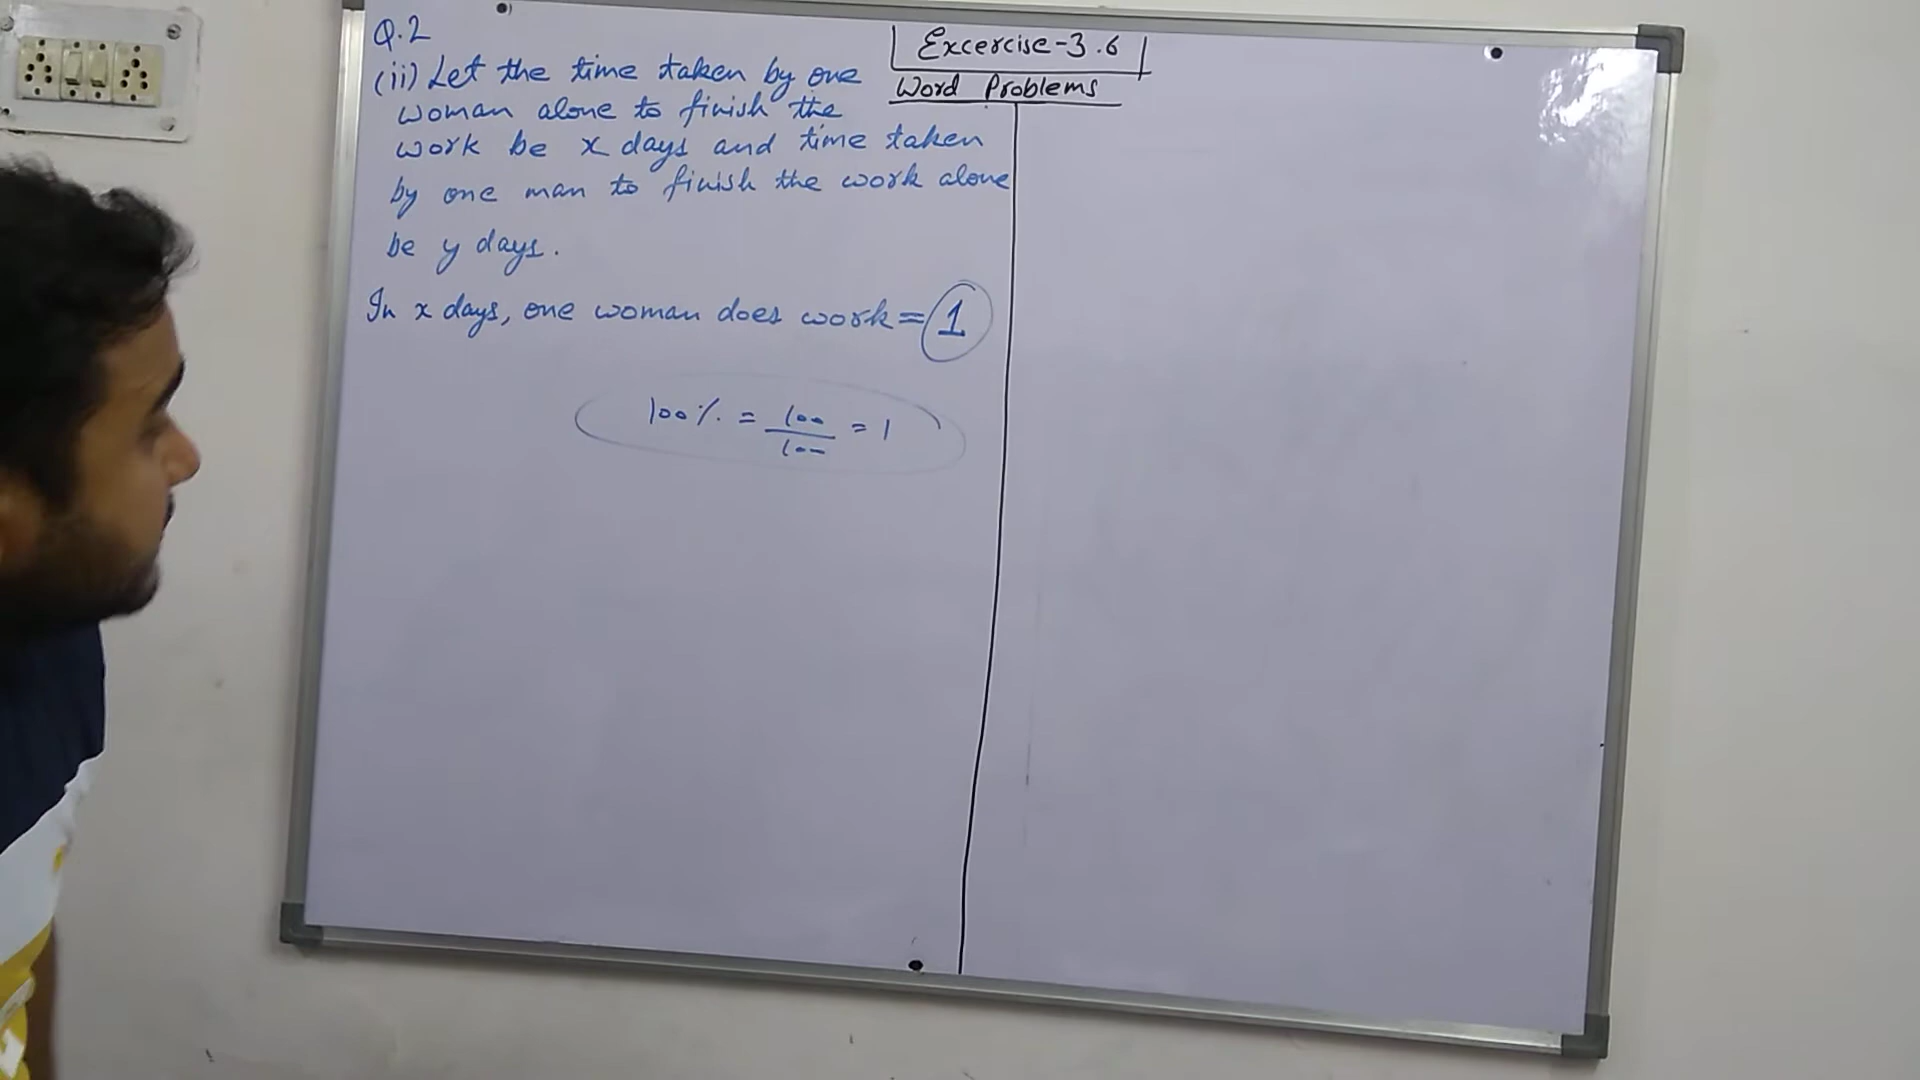 Excercise-3.6
Word Problems
Q.2
(ii) Let the time taken by one
woman alone to finish the
work be x days and time taken
by one man to finish the work alone
be y days.
In x days, one woman does work = 1
100% = 100/100 = 1